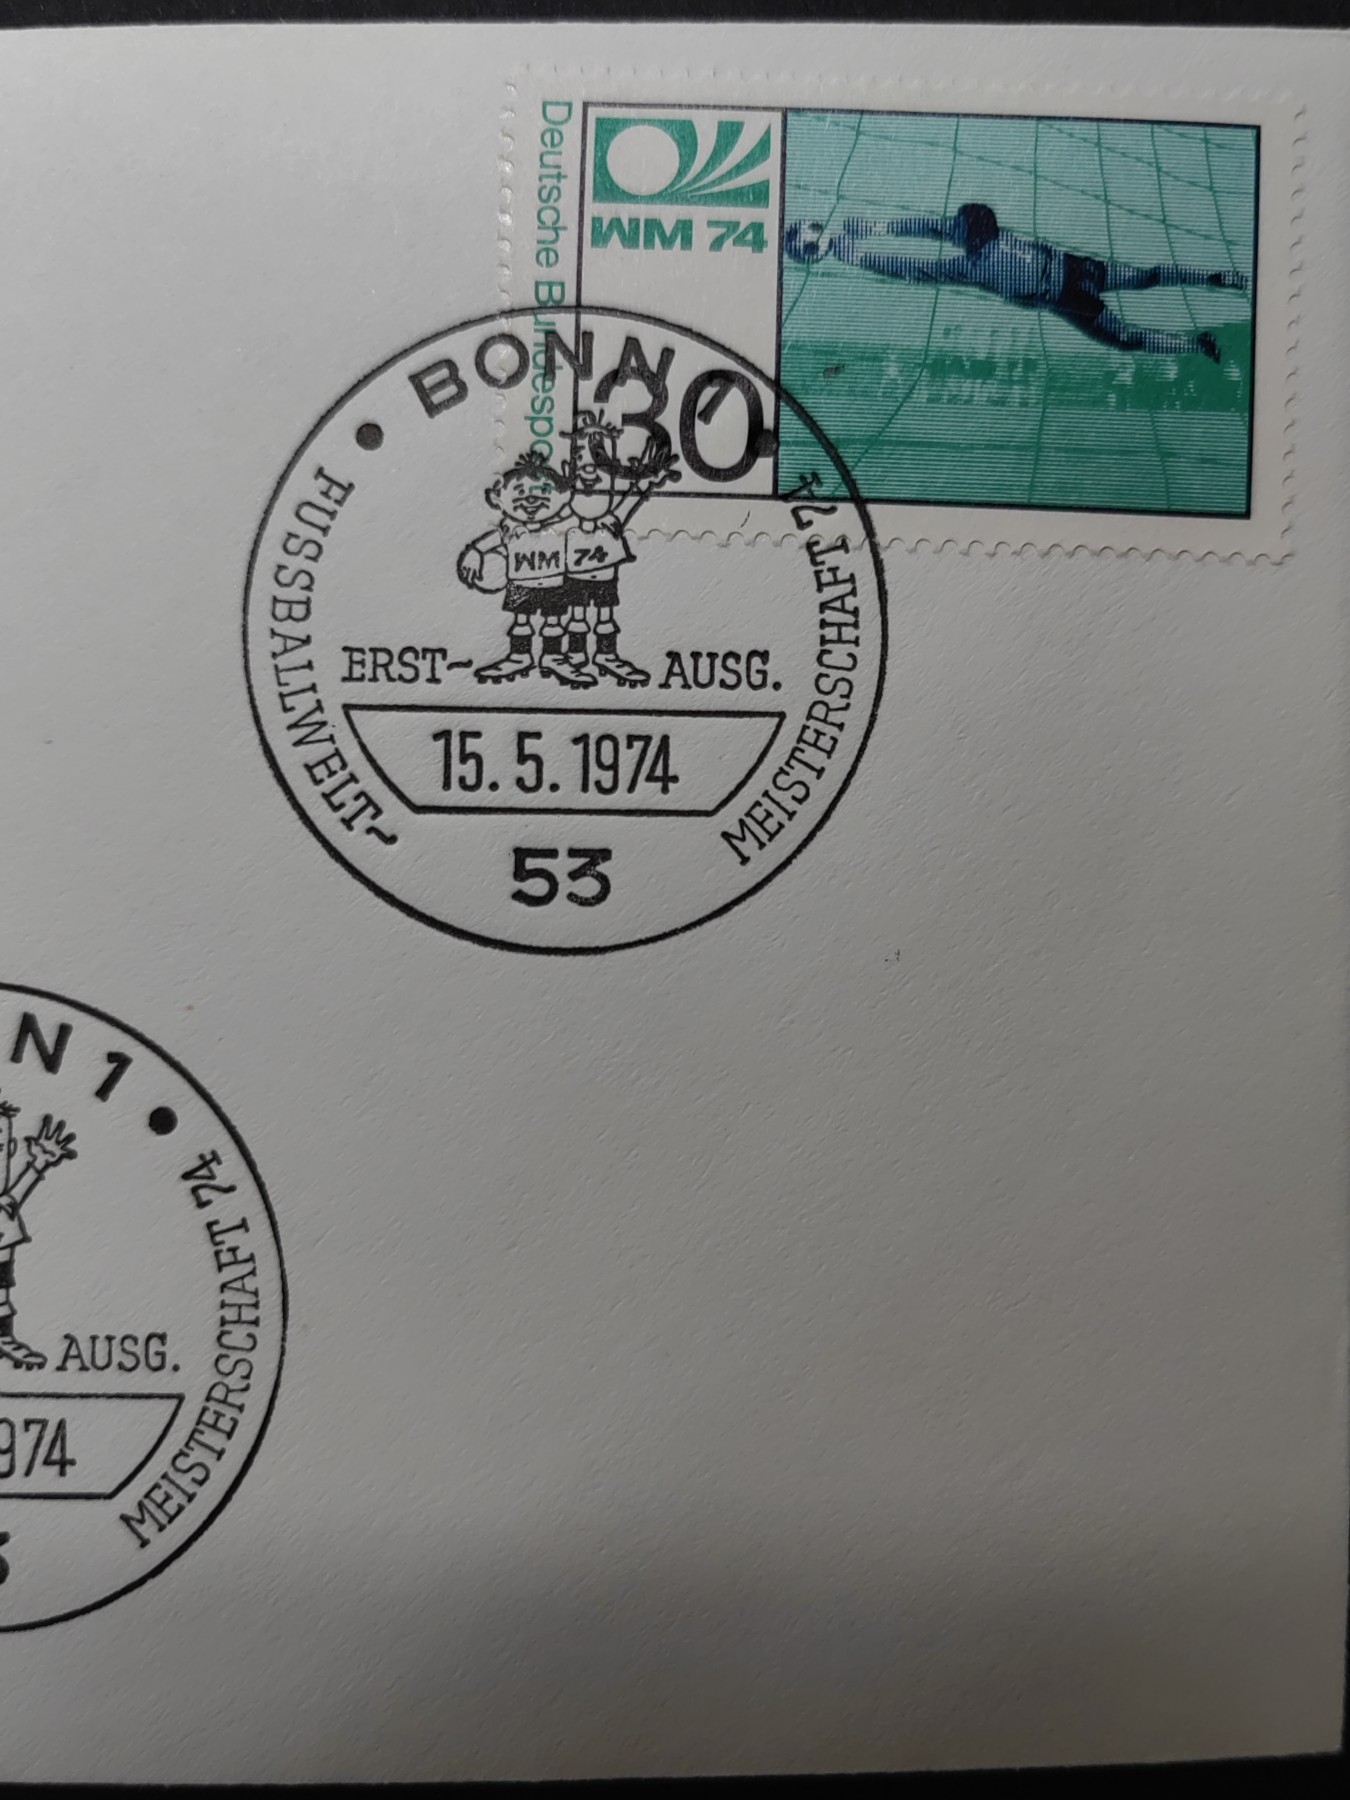 Deutsche Bundespost
WM 74
30
BONN 1
FUSSBALLWELT-
MEISTERSCHAFT 74
WM 74
ERST-
AUSG.
15.5.1974
53
N 1
MEISTERSCHAFT 74
AUSG.
974